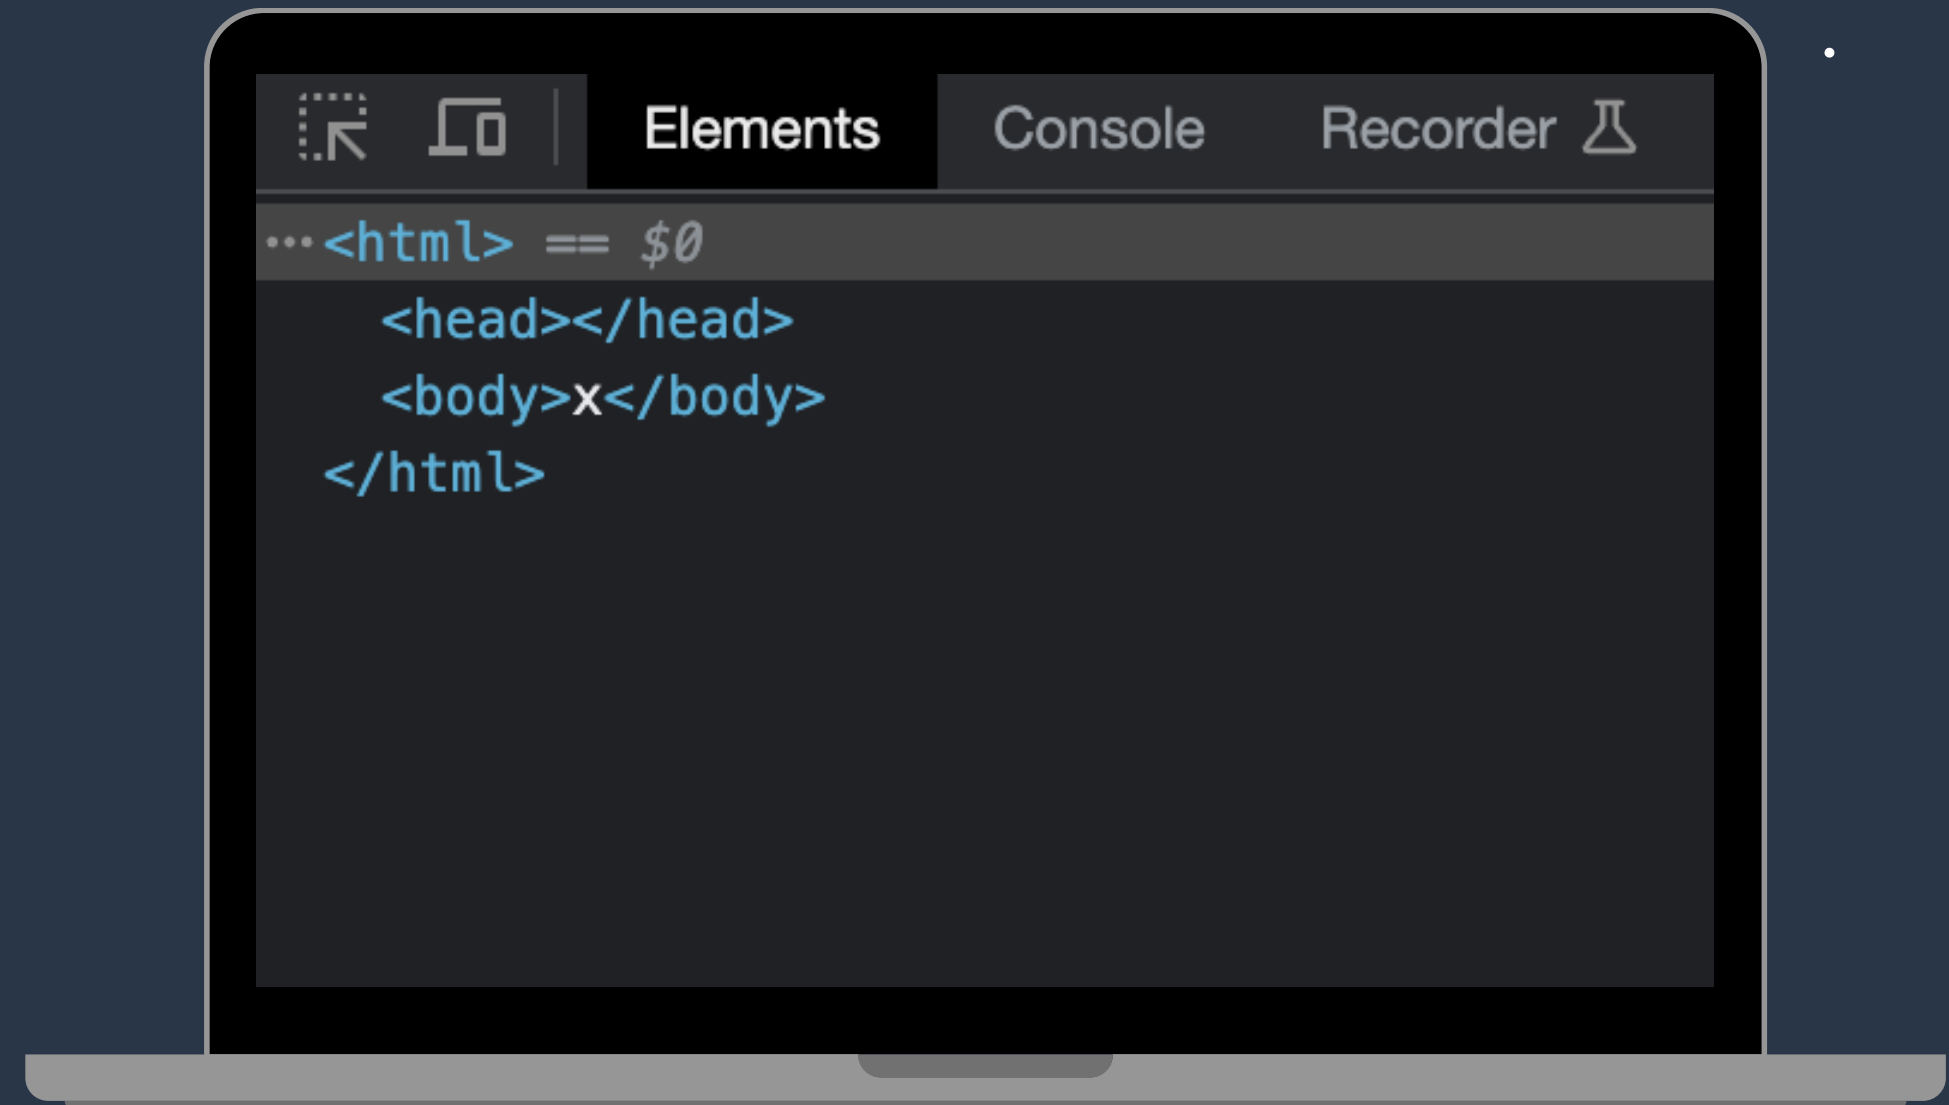 Elements Console Recorder
<html> == $0
<head></head>
<body>x</body>
</html>